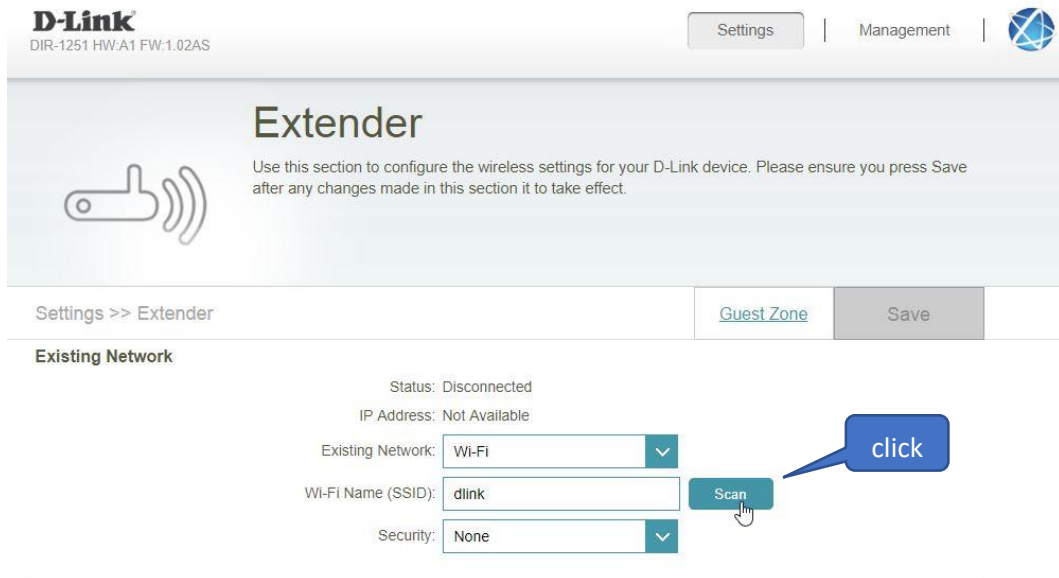 D-Link
DIR-1251 HW:A1 FW:1.02AS
Settings | Management |
Extender
Use this section to configure the wireless settings for your D-Link device. Please ensure you press Save
after any changes made in this section it to take effect.
Settings >> Extender
Guest Zone
Save
Existing Network
Status: Disconnected
IP Address: Not Available
Existing Network: Wi-Fi
Wi-Fi Name (SSID): dlink
Scan
click
Security: None